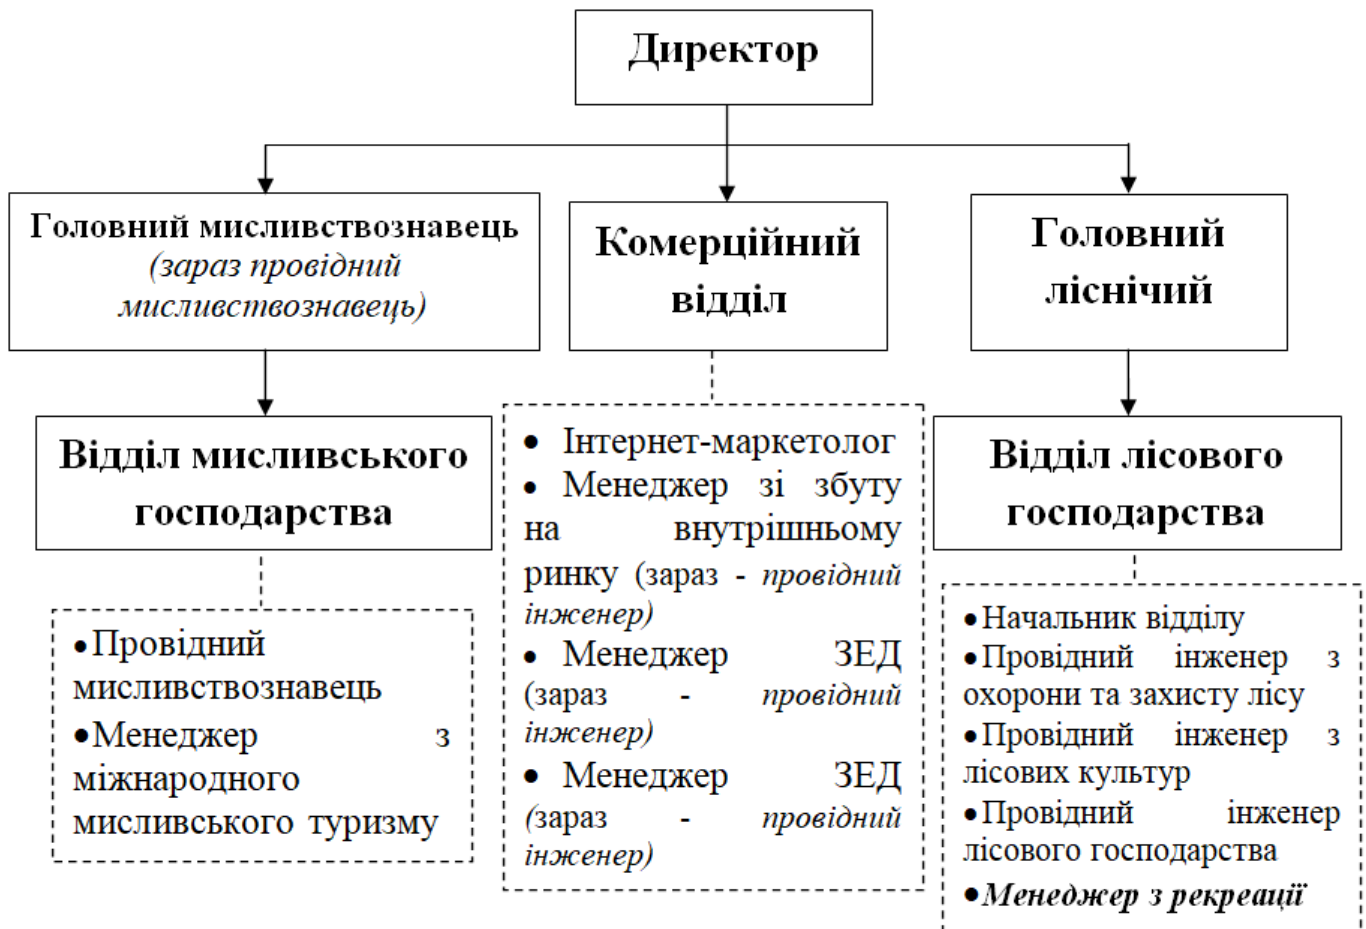 Директор
Головний мисливствознавець
(зараз провідний
мисливствознавець)
Комерційний
відділ
Головний
лісничий
Відділ мисливського
господарства
• Інтернет-маркетолог
• Менеджер зі збуту
на внутрішньому
ринку (зараз - провідний
інженер)
• Менеджер ЗЕД
(зараз - провідний
інженер)
• Менеджер ЗЕД
(зараз - провідний
інженер)
Відділ лісового
господарства
•Провідний
мисливствознавець
•Менеджер з
міжнародного
мисливського туризму
•Начальник відділу
•Провідний інженер з
охорони та захисту лісу
•Провідний інженер з
лісових культур
•Провідний інженер
лісового господарства
•Менеджер з рекреації